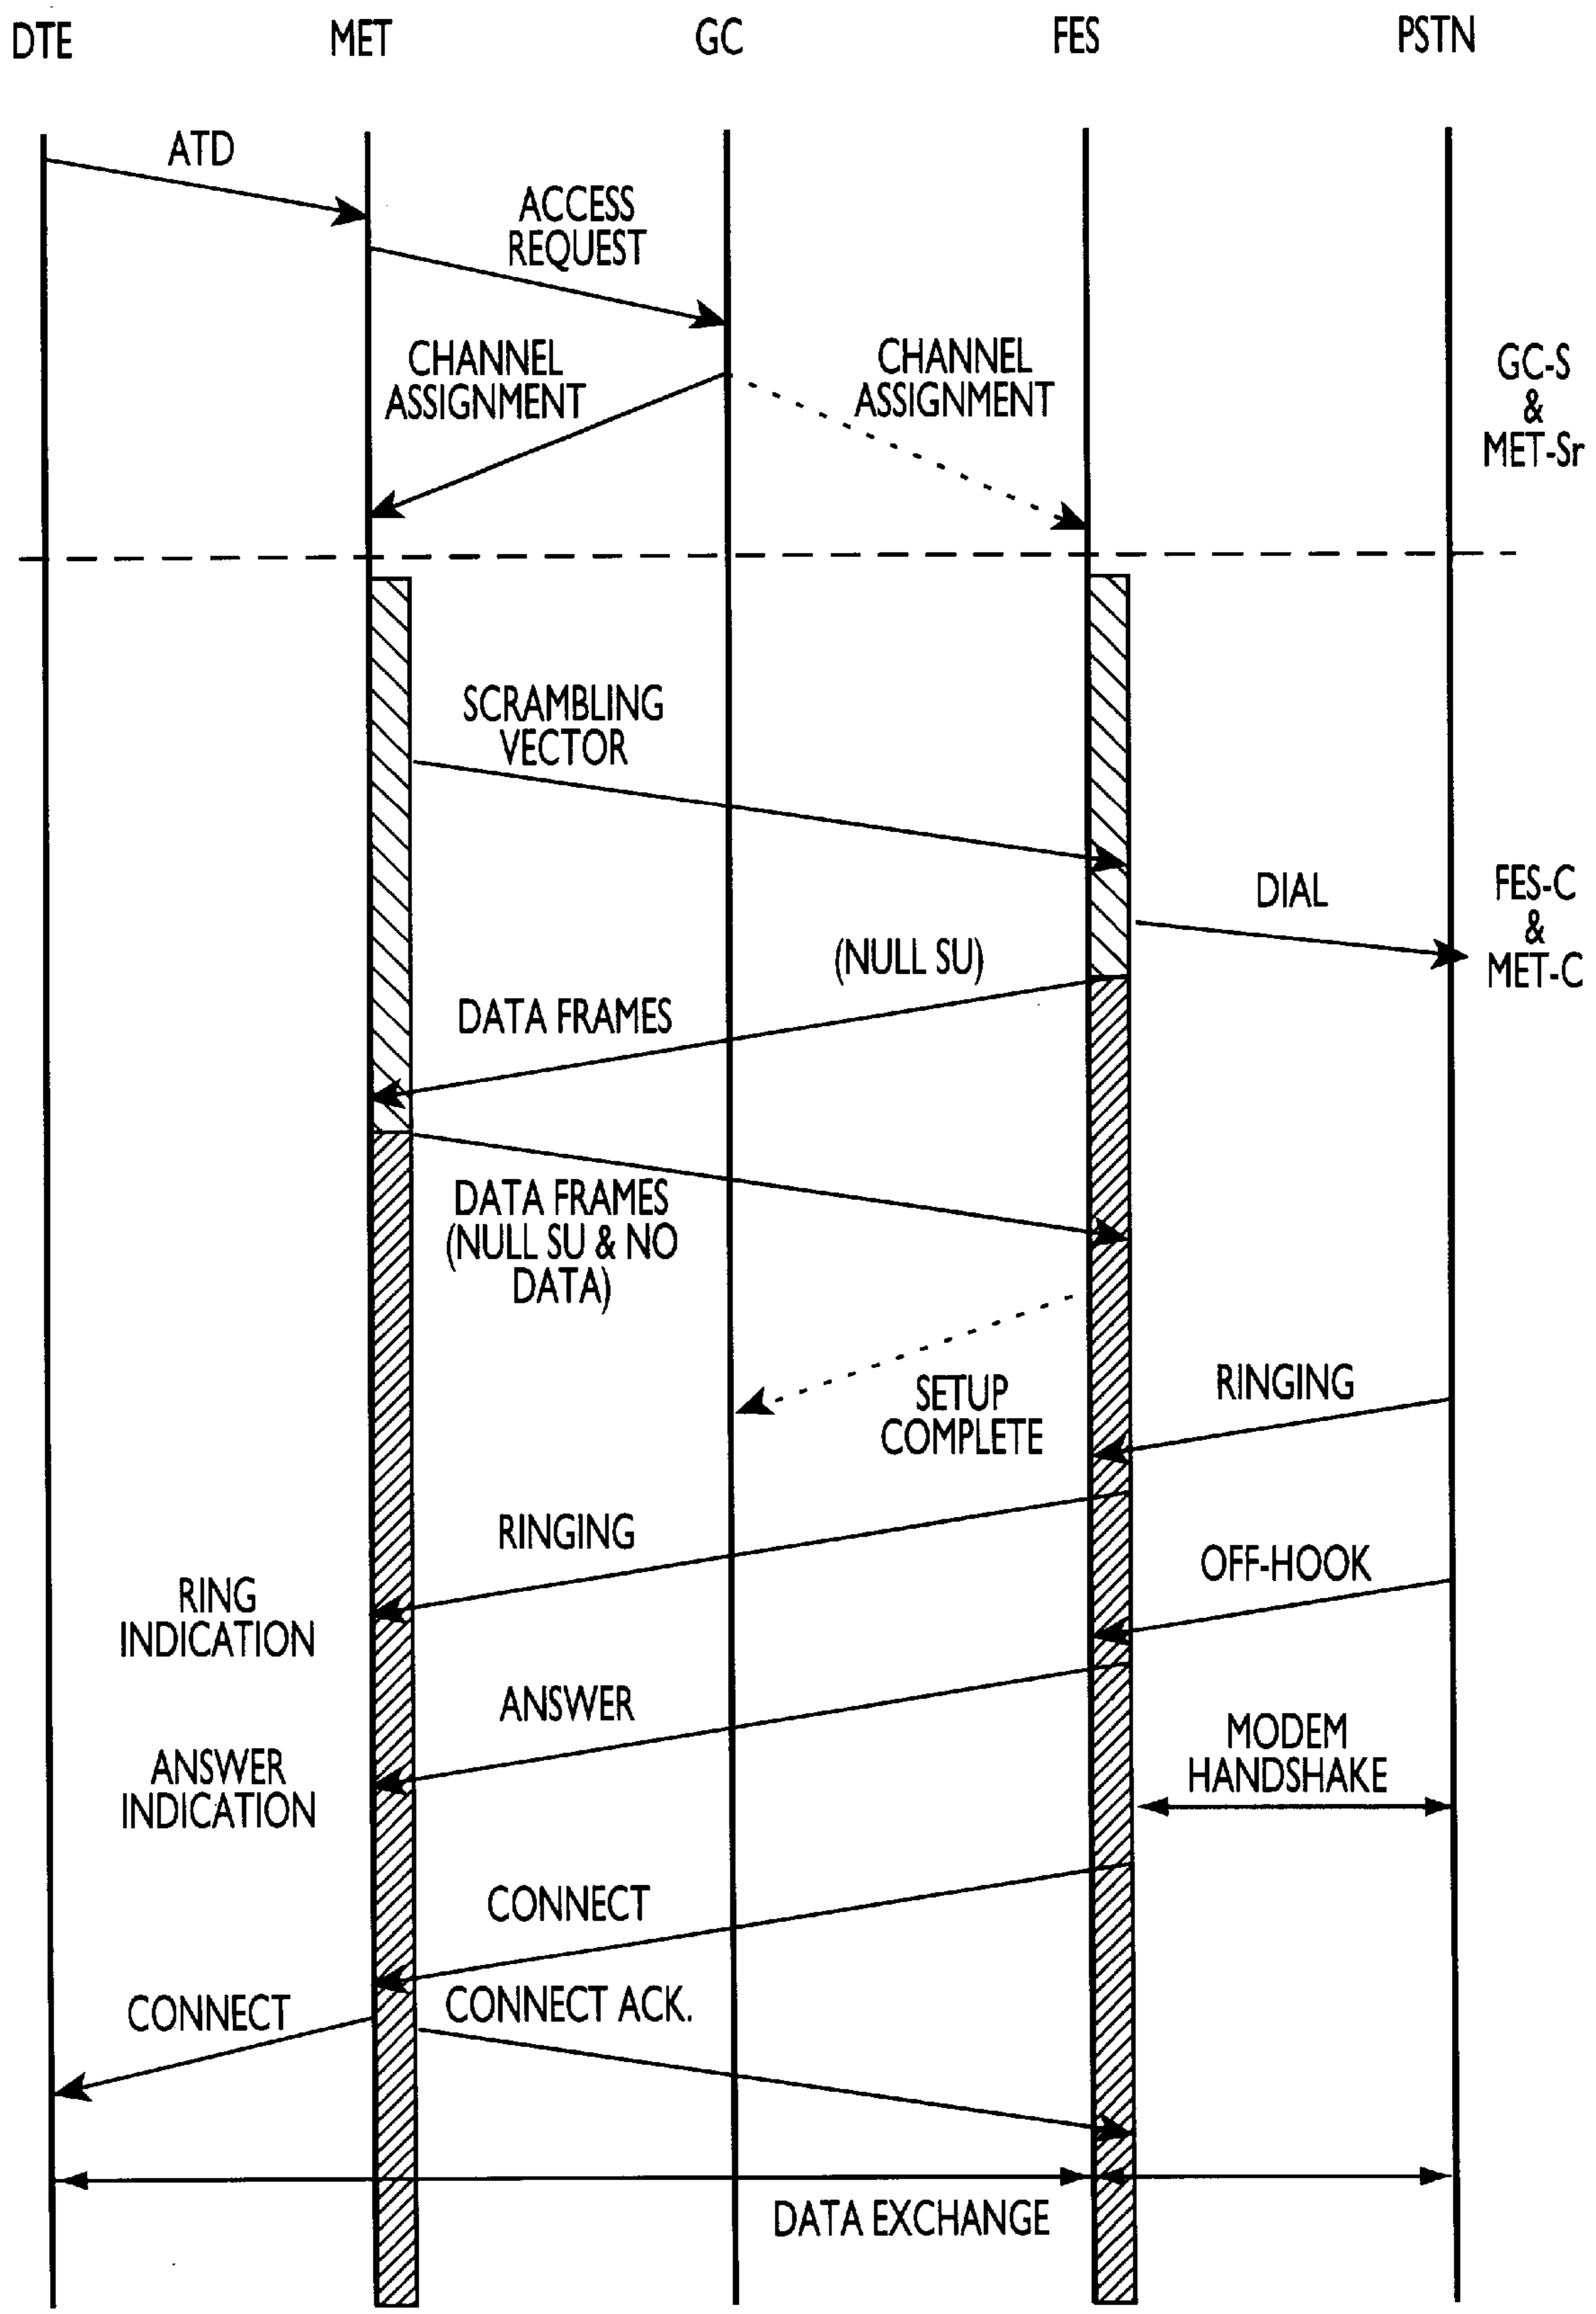 DTE
MET
GC
FES
PSTN
ATD
ACCESS
REQUEST
CHANNEL
ASSIGNMENT
CHANNEL
ASSIGNMENT
GC-S
&
MET-Sr
SCRAMBLING
VECTOR
DIAL
FES-C
&
MET-C
(NULL SU)
DATA FRAMES
DATA FRAMES
(NULL SU & NO
DATA)
SETUP
COMPLETE
RINGING
RINGING
OFF-HOOK
RING
INDICATION
ANSWER
MODEM
HANDSHAKE
ANSWER
INDICATION
CONNECT
CONNECT
CONNECT ACK.
DATA EXCHANGE